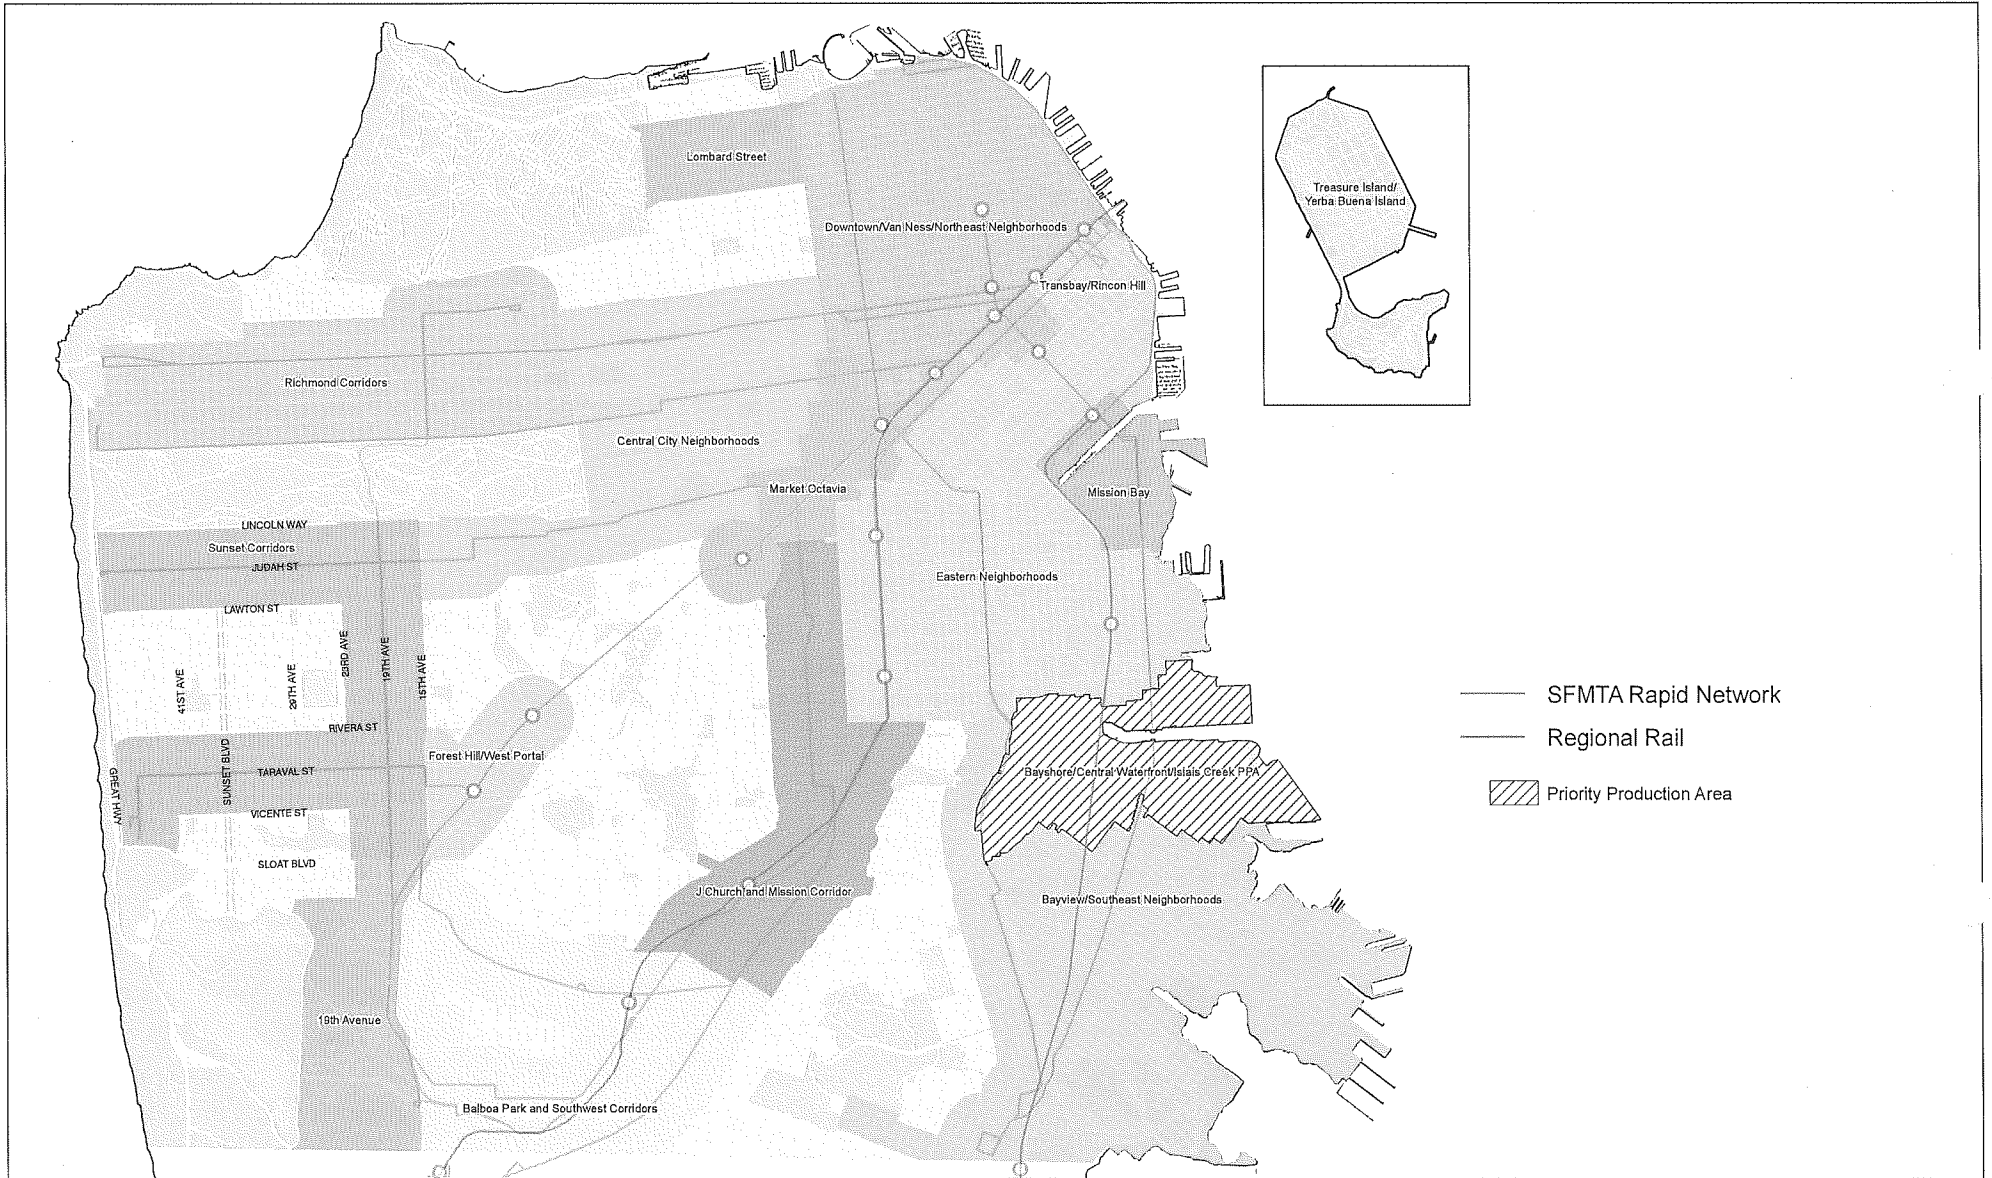 Lombard Street
Treasure Island/
Yerba Buena Island
Downtown/Van Ness/Northeast Neighborhoods
Transbay/Rincon Hill
Richmond Corridors
Central City Neighborhoods
Market Octavia
Mission Bay
LINCOLN WAY
Sunset Corridors
JUDAH ST
Eastern Neighborhoods
LAWTON ST
41ST AVE
29TH AVE
23RD AVE
19TH AVE
15TH AVE
SFMTA Rapid Network
RIVERA ST
Regional Rail
Forest Hill/West Portal
GREAT HWY
SUNSET BLVD
TARAVAL ST
Bayshore/Central Waterfront/Islais Creek PPA
Priority Production Area
VICENTE ST
SLOAT BLVD
J Church and Mission Corridor
Bayview/Southeast Neighborhoods
19th Avenue
Balboa Park and Southwest Corridors